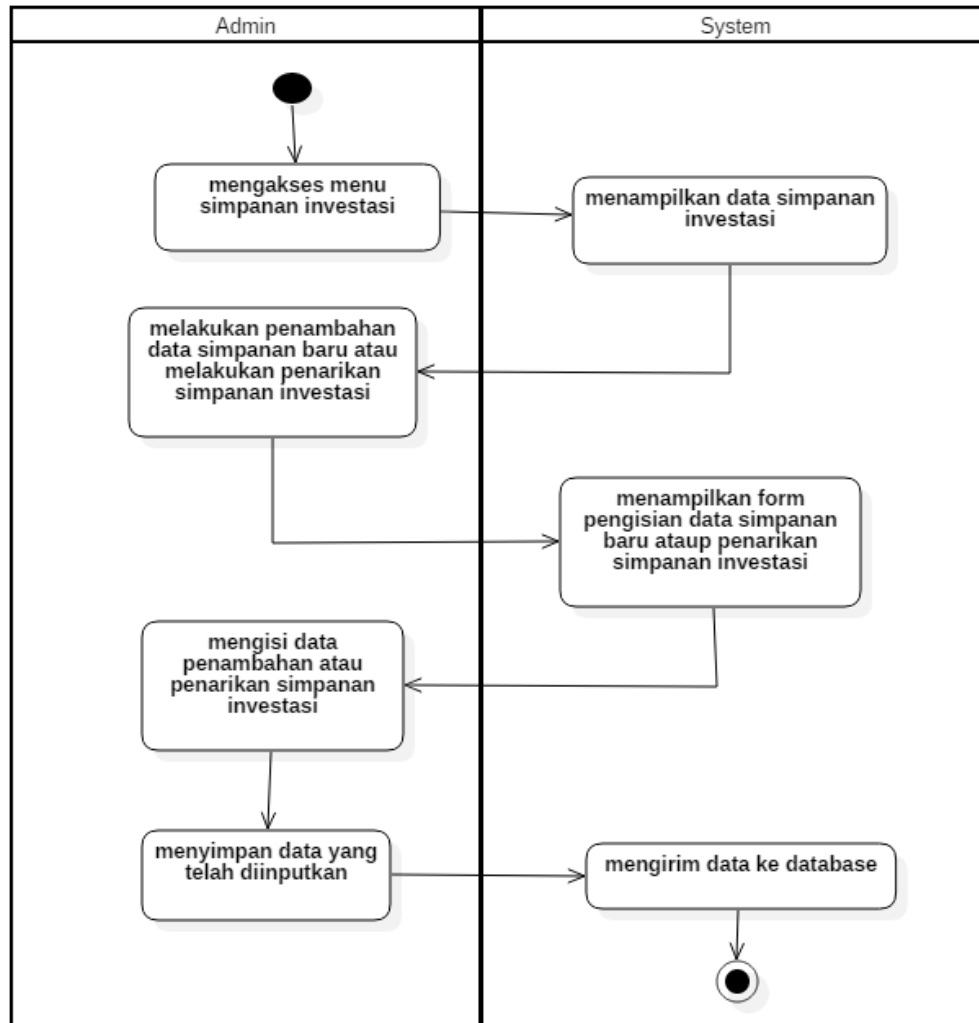 Admin
System
mengakses menu
simpanan investasi
menampilkan data simpanan
investasi
melakukan penambahan
data simpanan baru atau
melakukan penarikan
simpanan investasi
menampilkan form
pengisian data simpanan
baru ataup penarikan
simpanan investasi
mengisi data
penambahan atau
penarikan simpanan
investasi
menyimpan data yang
telah diinputkan
mengirim data ke database